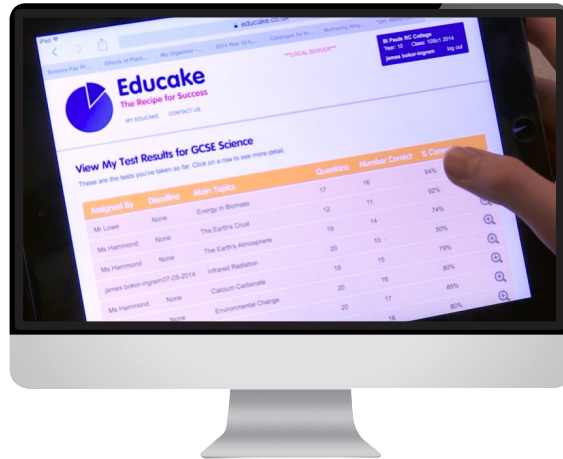 iPad
educake.co.uk
Science Fair Pr... Effects of Plant... My Organiser -... 2014 Year 10 S... Catalogue for th... Wuthering Heig...
Educake
The Recipe for Success
MY EDUCAKE CONTACT US
***LOCAL SERVER***
St Pauls RC College
Year: 10 Class: 10Sc1 2014
james bokor-ingram log out
View My Test Results for GCSE Science
These are the tests you've taken so far. Click on a row to see more detail.
Assigned By Deadline Main Topics Questions Number Correct %
Mr Lowe None Energy in Biomass 17 16 94%
Ms Hammond None The Earth's Crust 12 11 92%
Ms Hammond None The Earth's Atmosphere 19 14 74%
james bokor-ingram 07-05-2014 Infrared Radiation 20 10 50%
Ms Hammond None Calcium Carbonate 19 15 79%
None Environmental Change 20 16 80%
20 17 85%
16 80%